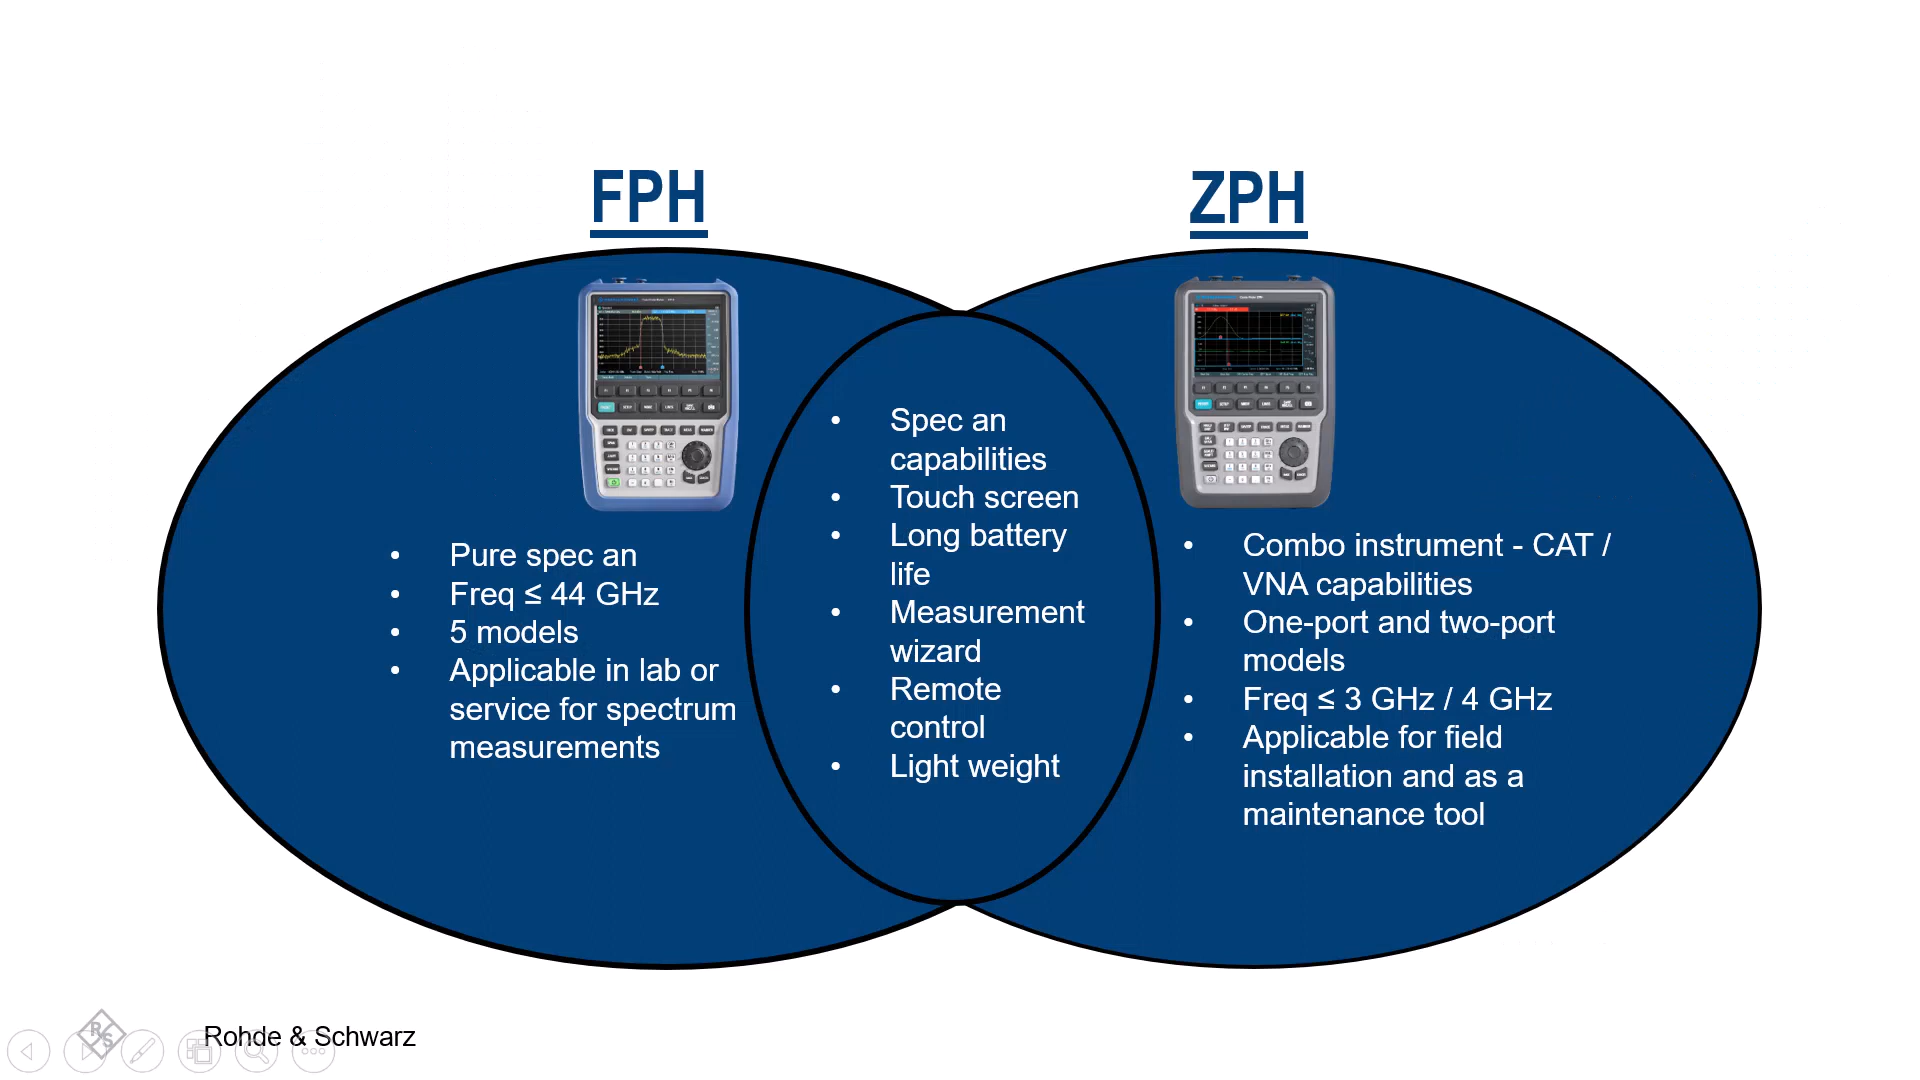 FPH
ZPH
• Pure spec an
• Freq ≤ 44 GHz
• 5 models
• Applicable in lab or
service for spectrum
measurements
• Spec an
capabilities
• Touch screen
• Long battery
life
• Measurement
wizard
• Remote
control
• Light weight
• Combo instrument - CAT /
VNA capabilities
• One-port and two-port
models
• Freq ≤ 3 GHz / 4 GHz
• Applicable for field
installation and as a
maintenance tool
RS
Rohde & Schwarz